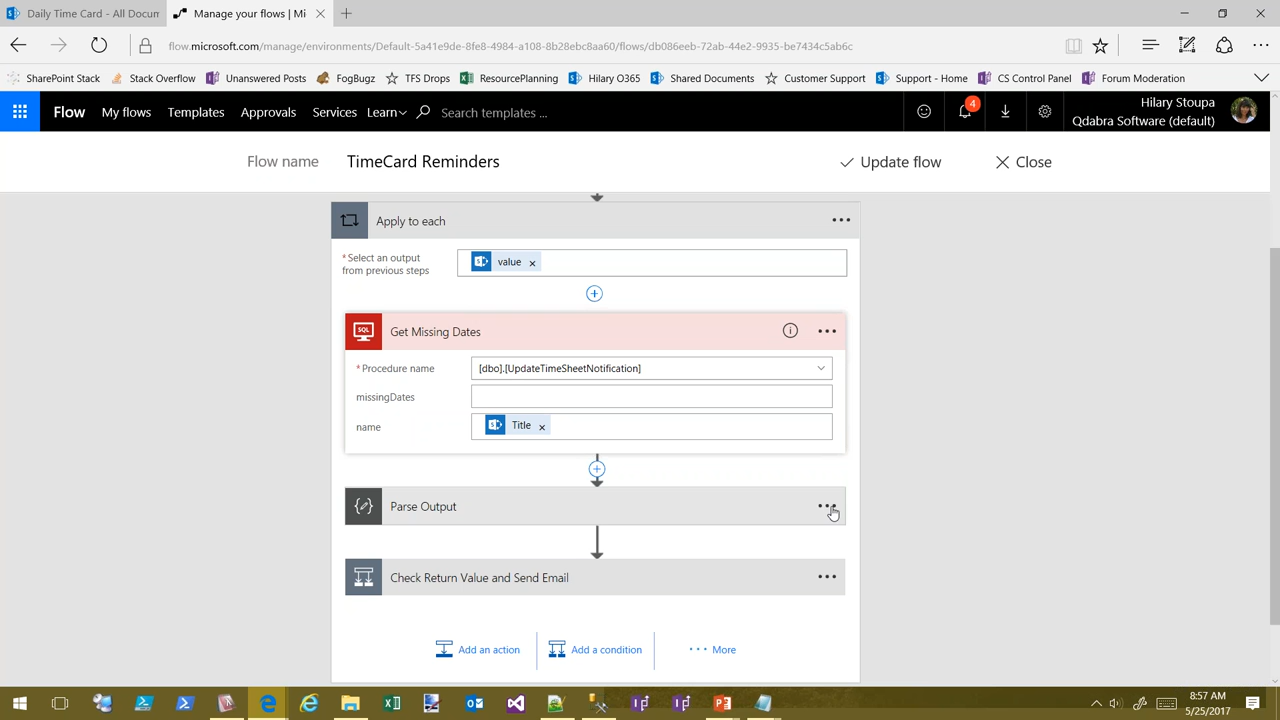 Daily Time Card - All Docum
Manage your flows | Mi
flow.microsoft.com/manage/environments/Default-5a41e9de-8fe8-4984-a108-8b28ebc8aa60/flows/db086eeb-72ab-44e2-9935-be7434c5ab6c
SharePoint Stack
Stack Overflow
Unanswered Posts
FogBugz
TFS Drops
ResourcePlanning
Hilary O365
Shared Documents
Customer Support
Support - Home
CS Control Panel
Forum Moderation
Flow
My flows
Templates
Approvals
Services
Learn
Search templates ...
4
Hilary Stoupa
Qdabra Software (default)
Flow name
TimeCard Reminders
Update flow
Close
Apply to each
*Select an output
from previous steps
value
SQL
Get Missing Dates
*Procedure name
[dbo].[UpdateTimeSheetNotification]
missingDates
name
Title
Parse Output
Check Return Value and Send Email
Add an action
Add a condition
More
8:57 AM
5/25/2017